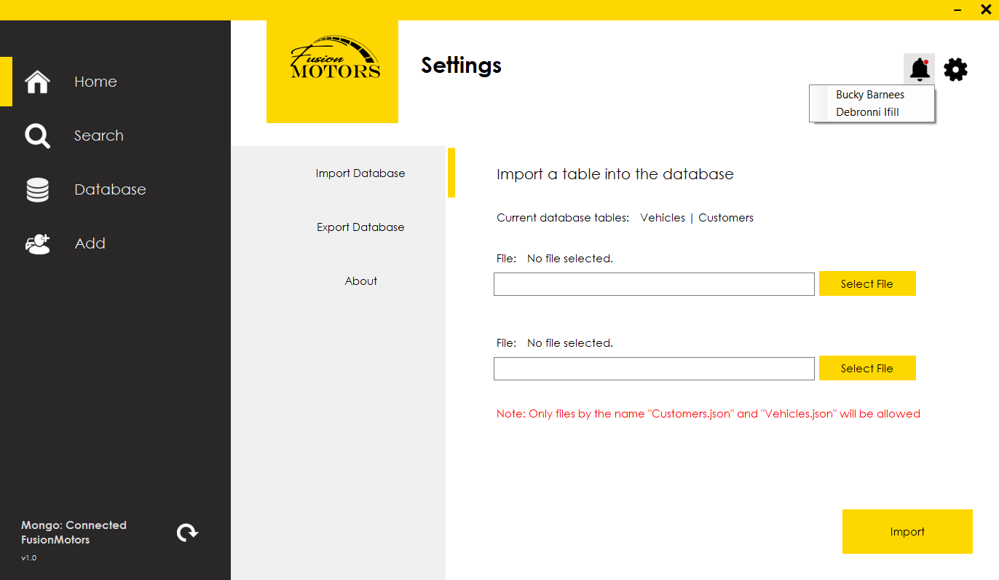 Home
Search
Database
Add
Mongo: Connected
FusionMotors
v1.0
Fusion
MOTORS
Settings
Bucky Barnees
Debronni Ifill
Import Database
Export Database
About
Import a table into the database
Current database tables: Vehicles | Customers
File: No file selected.
Select File
File: No file selected.
Select File
Note: Only files by the name "Customers.json" and "Vehicles.json" will be allowed
Import